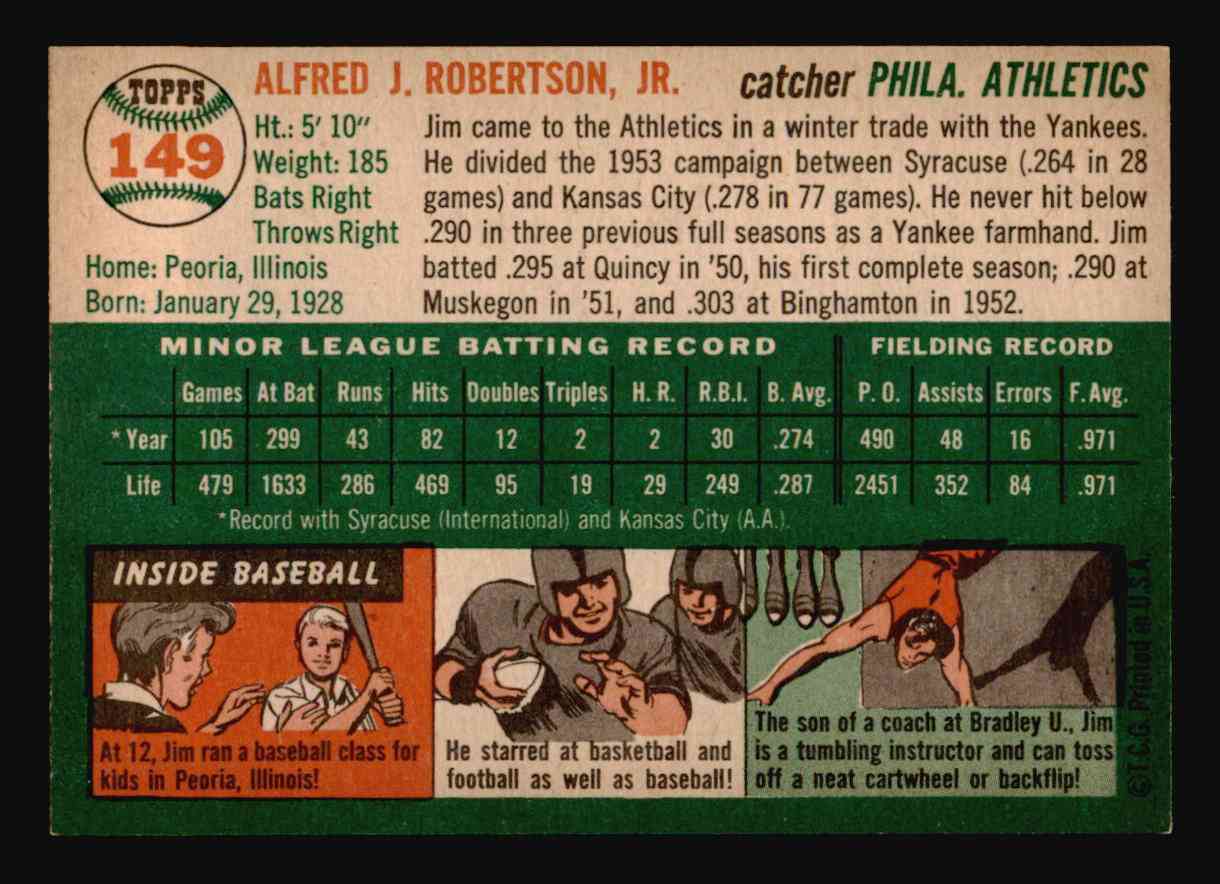 TOPPS
149
ALFRED J. ROBERTSON, JR. catcher PHILA. ATHLETICS
Ht.: 5' 10"
Weight: 185
Bats Right
Throws Right
Home: Peoria, Illinois
Born: January 29, 1928
Jim came to the Athletics in a winter trade with the Yankees.
He divided the 1953 campaign between Syracuse (.264 in 28
games) and Kansas City (.278 in 77 games). He never hit below
.290 in three previous full seasons as a Yankee farmhand. Jim
batted .295 at Quincy in '50, his first complete season; .290 at
Muskegon in '51, and .303 at Binghamton in 1952.
MINOR LEAGUE BATTING RECORD FIELDING RECORD
Games At Bat Runs Hits Doubles Triples H. R. R.B.I. B. Avg. P. O. Assists Errors F. Avg.
* Year 105 299 43 82 12 2 2 30 .274 490 48 16 .971
Life 479 1633 286 469 95 19 29 249 .287 2451 352 84 .971
*Record with Syracuse (International) and Kansas City (A.A.).
INSIDE BASEBALL
At 12, Jim ran a baseball class for
kids in Peoria, Illinois!
He starred at basketball and
football as well as baseball!
The son of a coach at Bradley U., Jim
is a tumbling instructor and can toss
off a neat cartwheel or backflip!
©T.C.G. Printed in U.S.A.